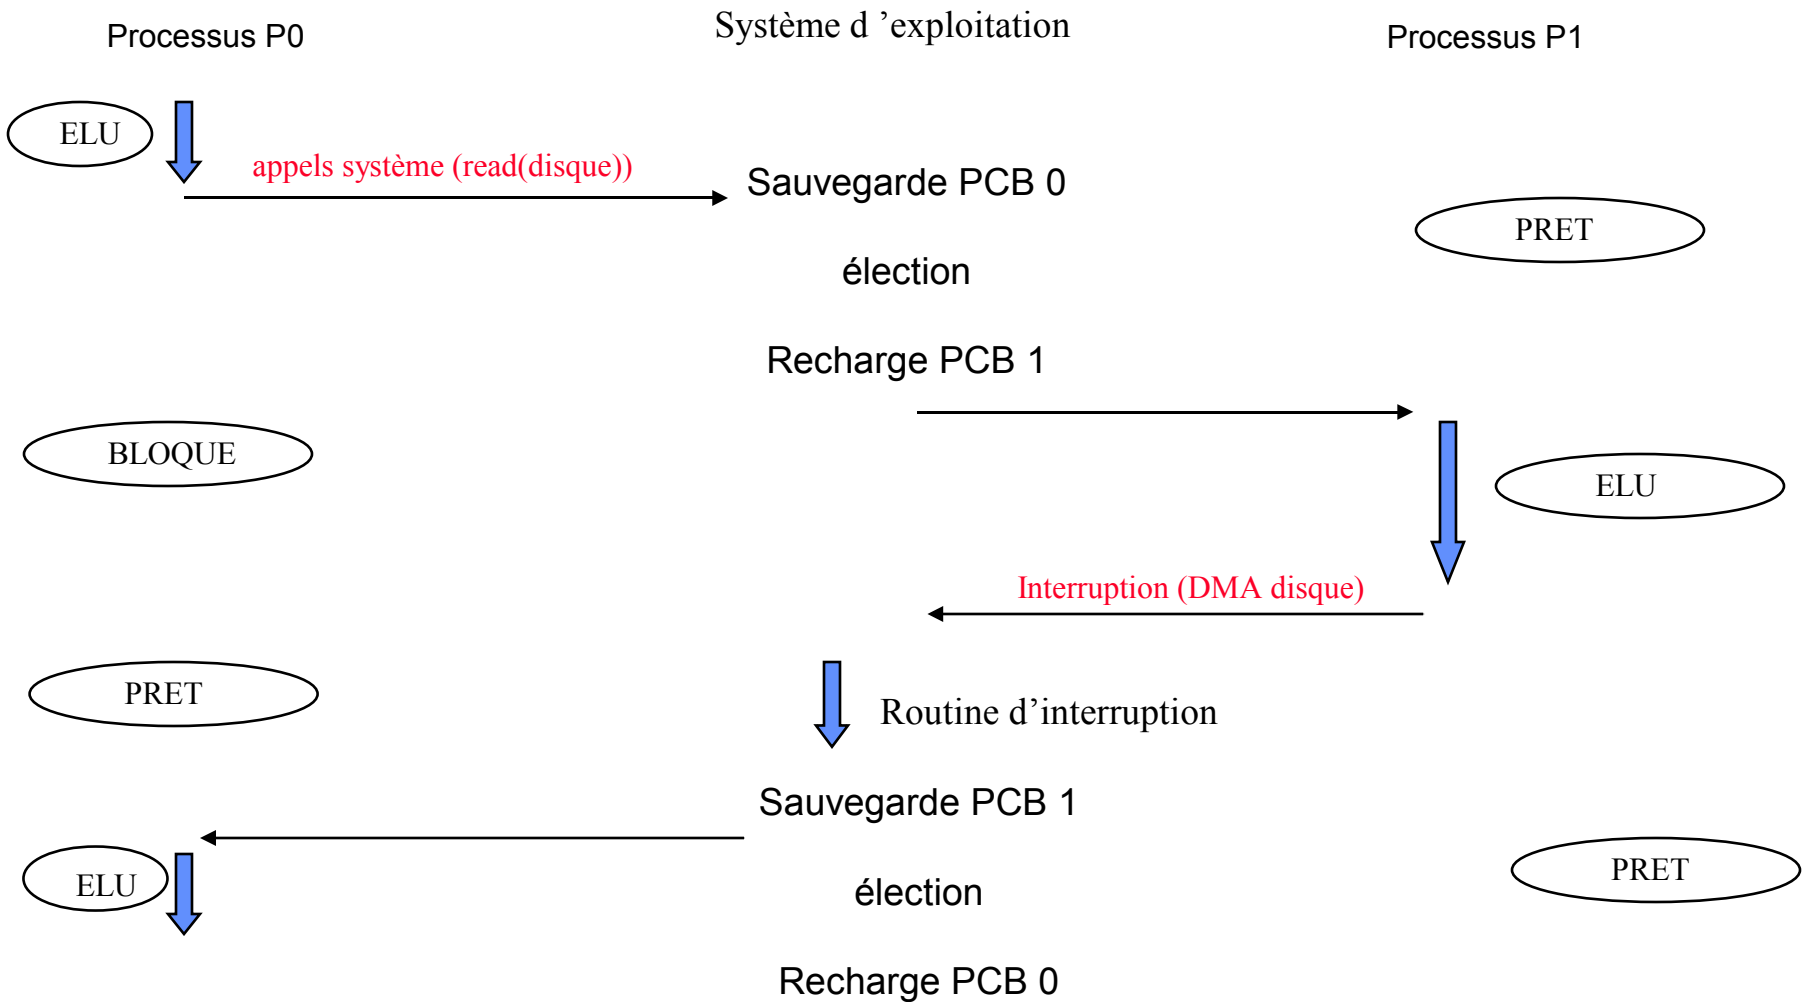 Processus P0
Système d ’exploitation
Processus P1
ELU
appels système (read(disque))
Sauvegarde PCB 0
PRET
élection
Recharge PCB 1
BLOQUE
ELU
Interruption (DMA disque)
PRET
Routine d’interruption
Sauvegarde PCB 1
ELU
élection
PRET
Recharge PCB 0